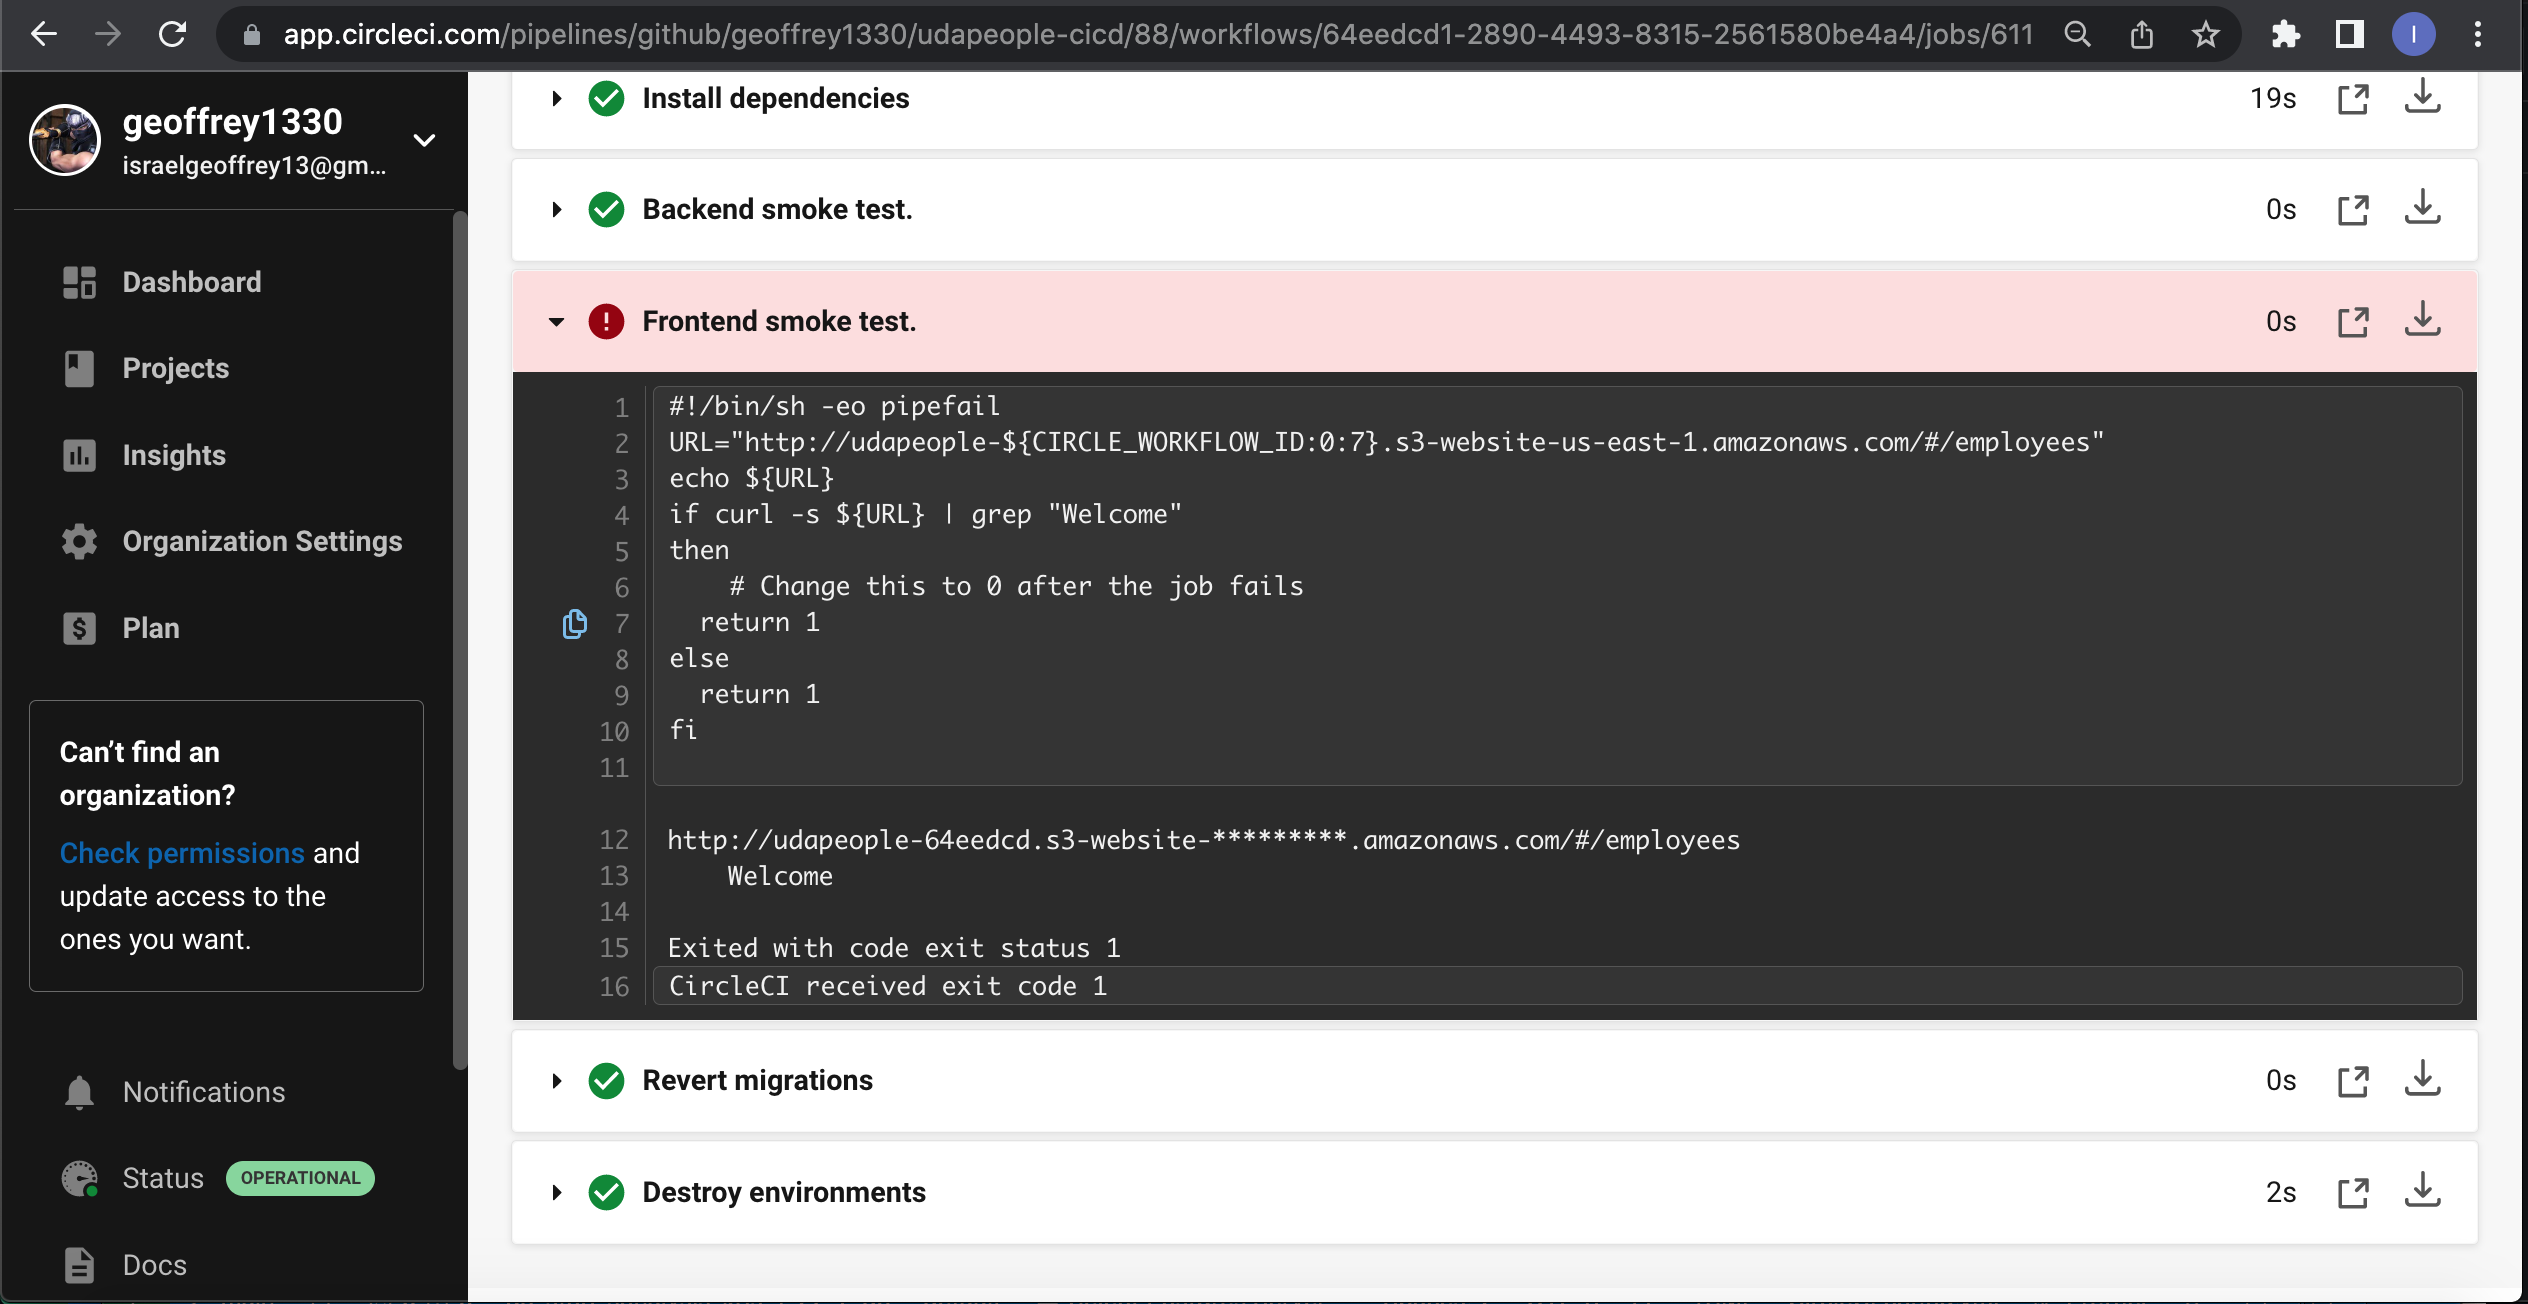 app.circleci.com/pipelines/github/geoffrey1330/udapeople-cicd/88/workflows/64eedcd1-2890-4493-8315-2561580be4a4/jobs/611
I
geoffrey1330
israelgeoffrey13@gm...
Dashboard
Projects
Insights
Organization Settings
Plan
Can't find an
organization?
Check permissions and
update access to the
ones you want.
Notifications
Status OPERATIONAL
Docs
Install dependencies 19s
Backend smoke test. 0s
Frontend smoke test. 0s
1 #!/bin/sh -eo pipefail
2 URL="http://udapeople-${CIRCLE_WORKFLOW_ID:0:7}.s3-website-us-east-1.amazonaws.com/#/employees"
3 echo ${URL}
4 if curl -s ${URL} | grep "Welcome"
5 then
6 # Change this to 0 after the job fails
7 return 1
8 else
9 return 1
10 fi
11
12 http://udapeople-64eedcd.s3-website-*********.amazonaws.com/#/employees
13 Welcome
14
15 Exited with code exit status 1
16 CircleCI received exit code 1
Revert migrations 0s
Destroy environments 2s